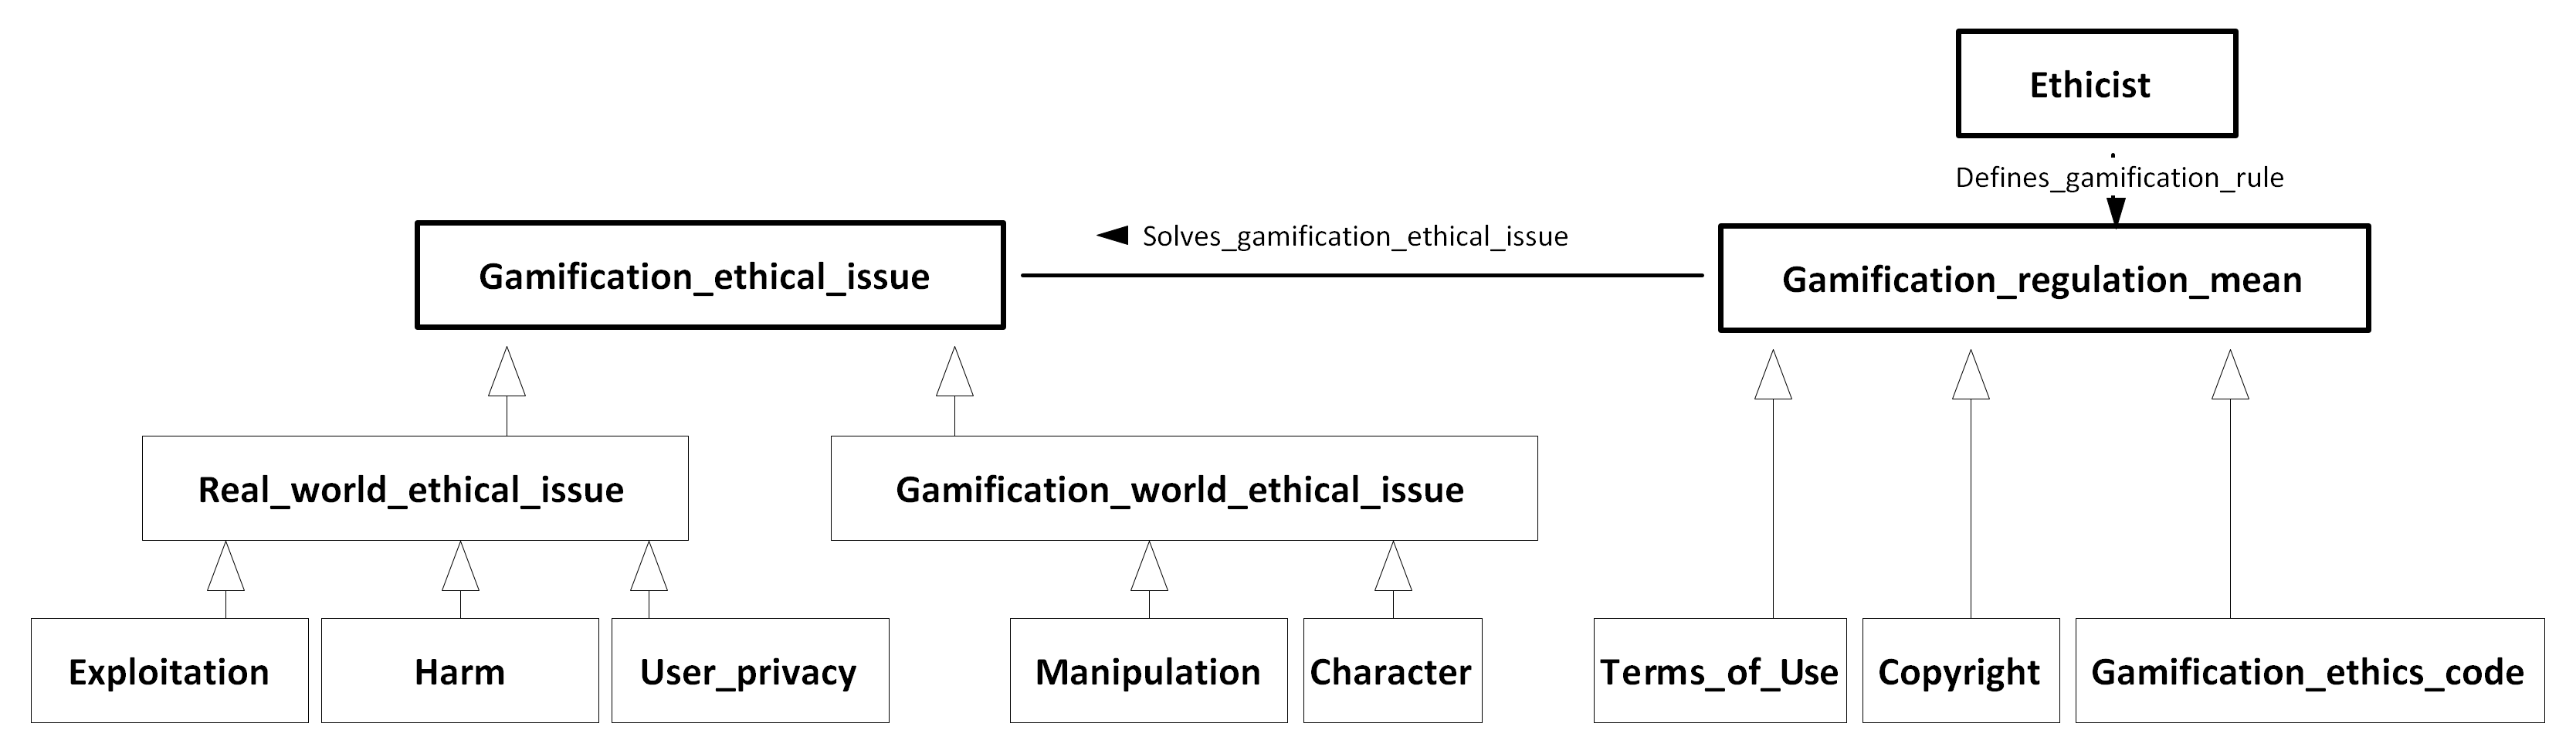 Ethicist
Defines_gamification_rule
Solves_gamification_ethical_issue
Gamification_ethical_issue
Gamification_regulation_mean
Real_world_ethical_issue
Gamification_world_ethical_issue
Exploitation
Harm
User_privacy
Manipulation
Character
Terms_of_Use
Copyright
Gamification_ethics_code